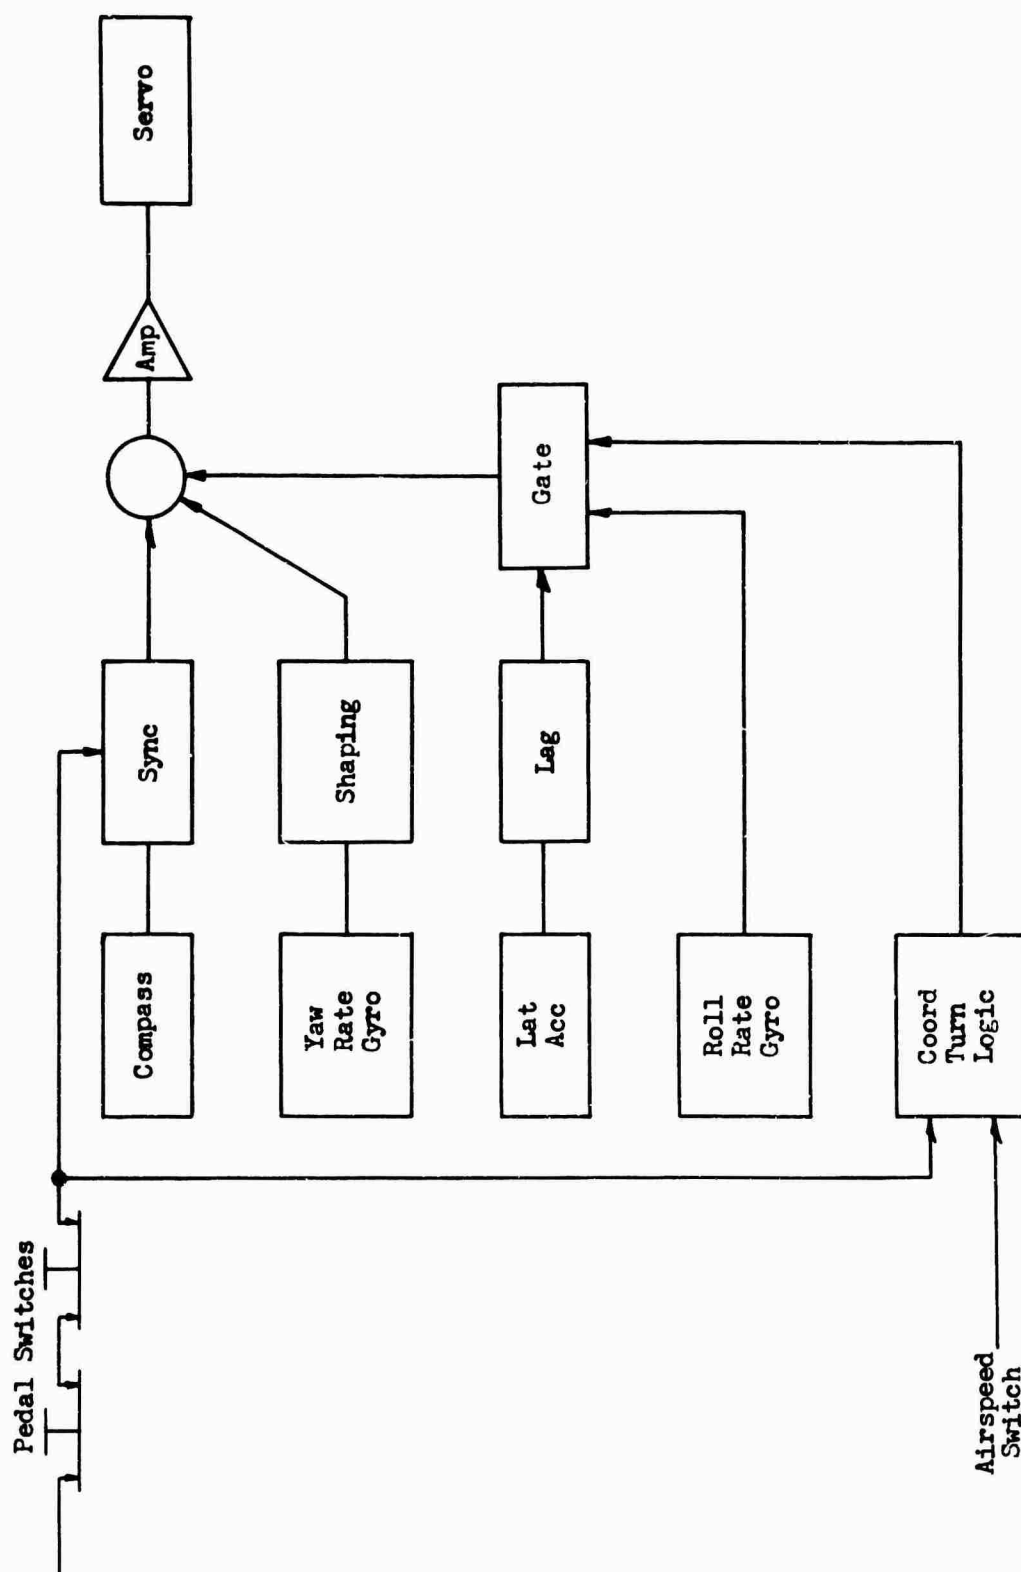 Pedal Switches
Compass
Sync
Amp
Servo
Yaw
Rate
Gyro
Shaping
Lat
Acc
Lag
Gate
Roll
Rate
Gyro
Coord
Turn
Logic
Airspeed
Switch